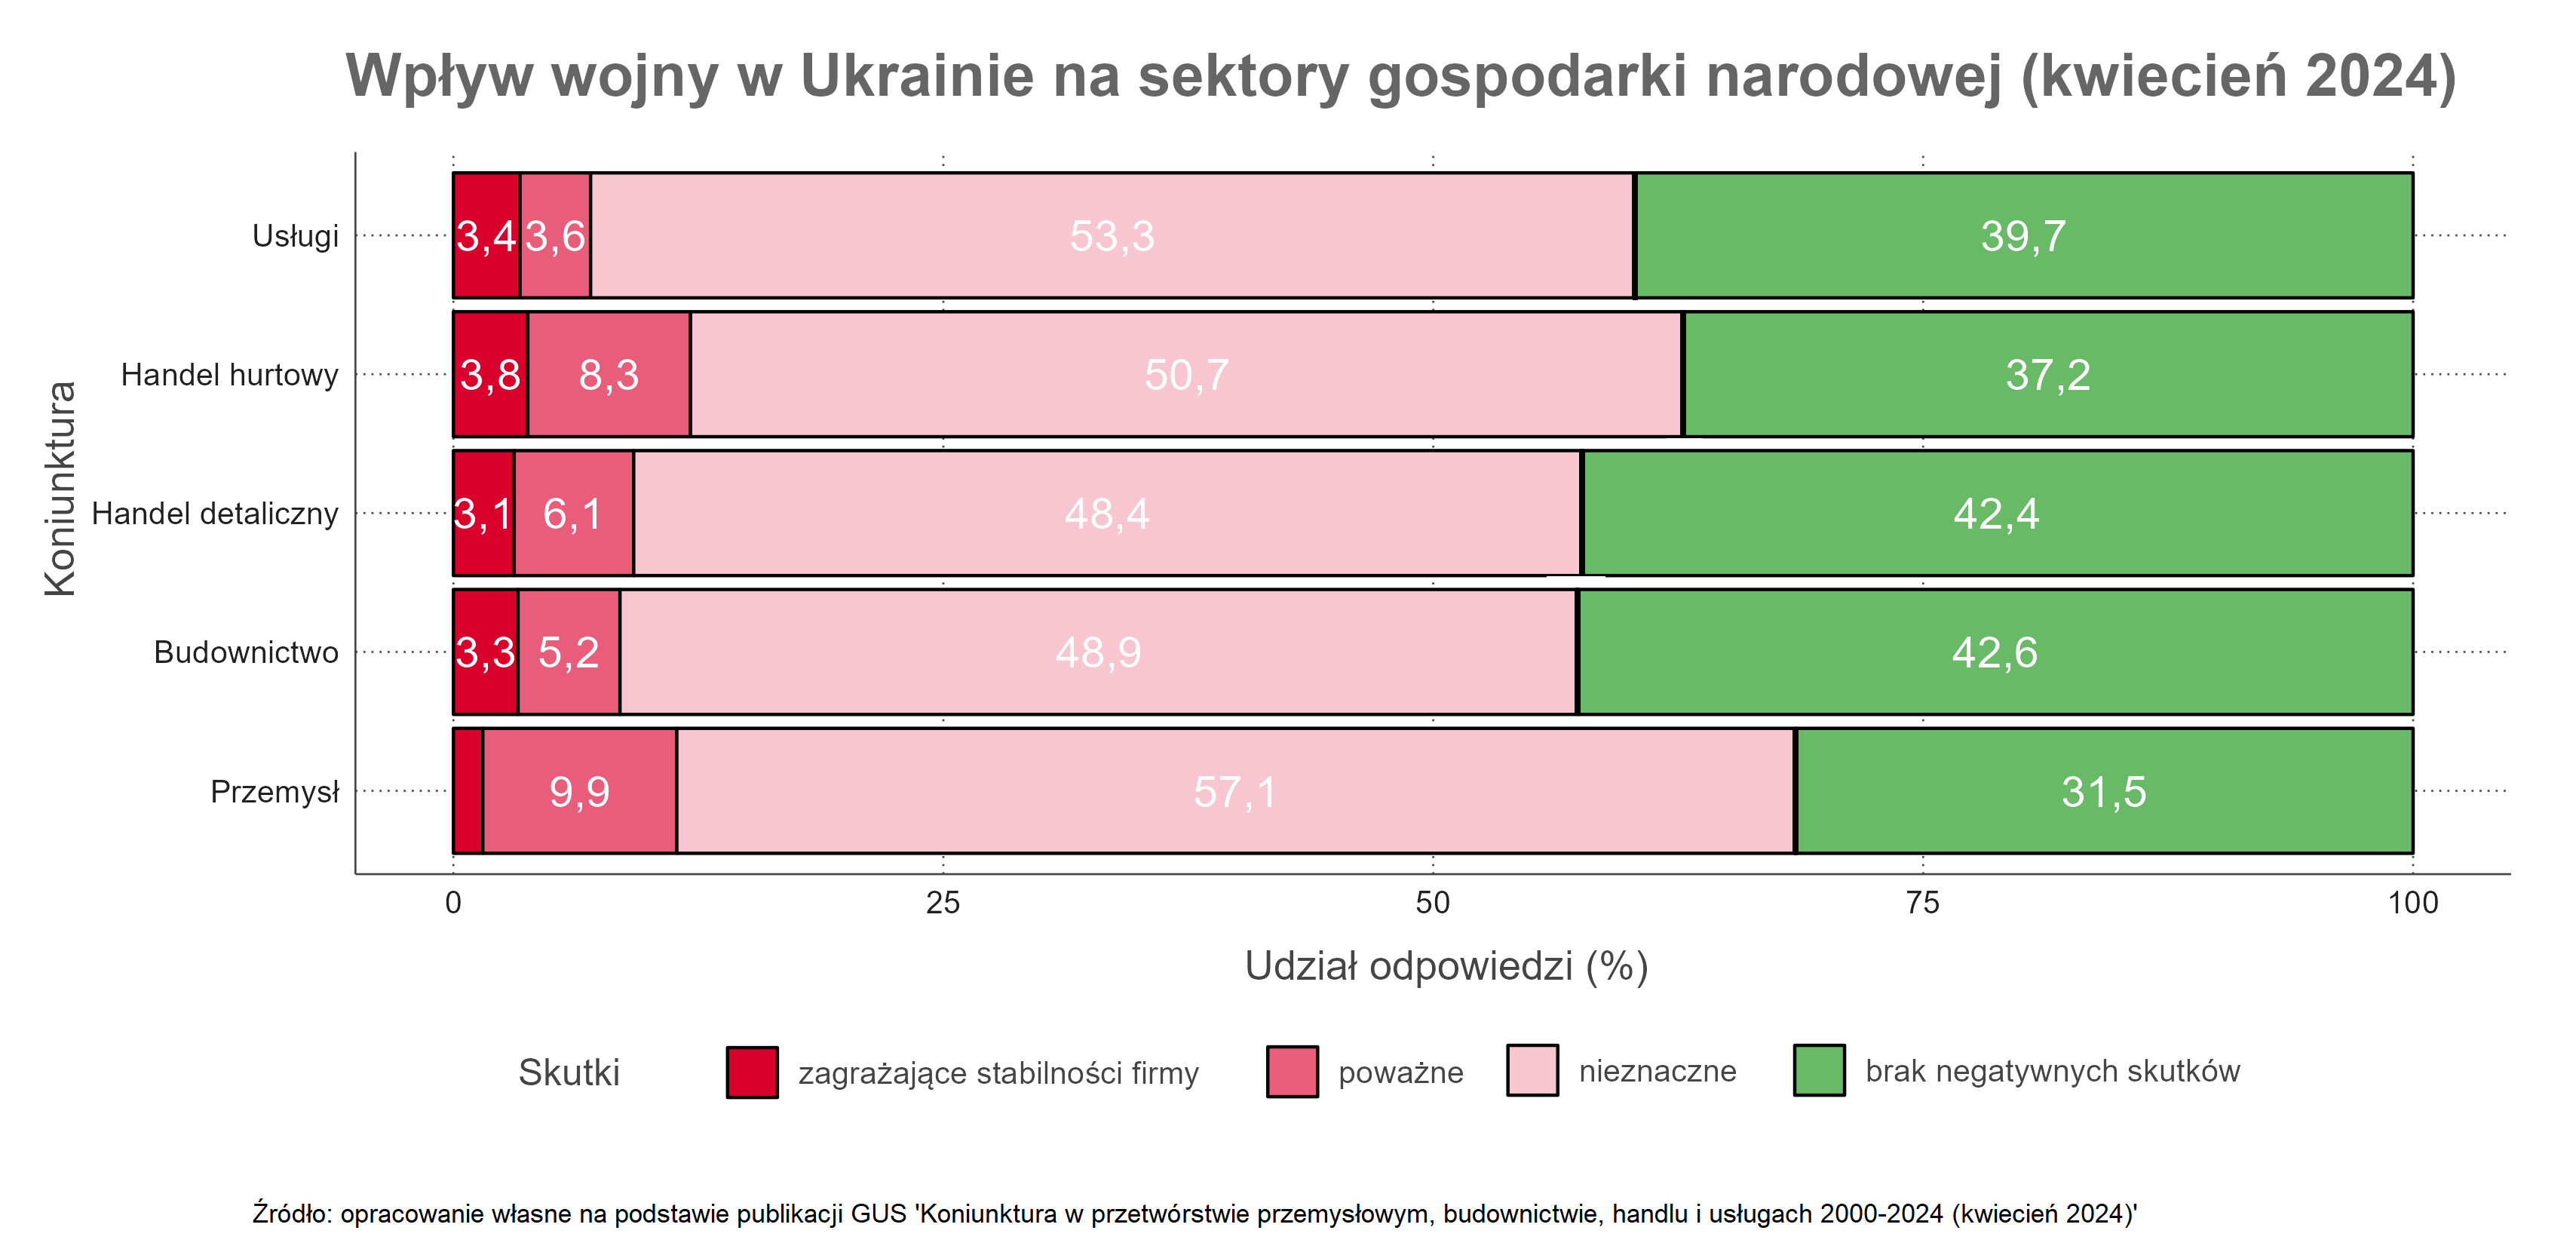 Wpływ wojny w Ukrainie na sektory gospodarki narodowej (kwiecień 2024)
Koniunktura
Usługi
3,4 3,6 53,3 39,7
Handel hurtowy
3,8 8,3 50,7 37,2
Handel detaliczny
3,1 6,1 48,4 42,4
Budownictwo
3,3 5,2 48,9 42,6
Przemysł
9,9 57,1 31,5
0 25 50 75 100
Udział odpowiedzi (%)
Skutki zagrażające stabilności firmy poważne nieznaczne brak negatywnych skutków
Źródło: opracowanie własne na podstawie publikacji GUS 'Koniunktura w przetwórstwie przemysłowym, budownictwie, handlu i usługach 2000-2024 (kwiecień 2024)'